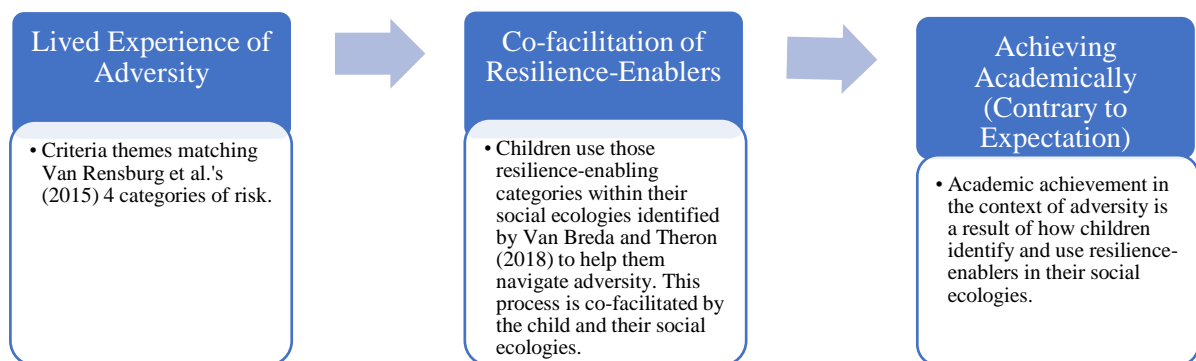 Lived Experience of
Adversity
• Criteria themes matching
Van Rensburg et al.'s
(2015) 4 categories of risk.
Co-facilitation of
Resilience-Enablers
• Children use those
resilience-enabling
categories within their
social ecologies identified
by Van Breda and Theron
(2018) to help them
navigate adversity. This
process is co-facilitated by
the child and their social
ecologies.
Achieving
Academically
(Contrary to
Expectation)
• Academic achievement in
the context of adversity is
a result of how children
identify and use resilience-
enablers in their social
ecologies.